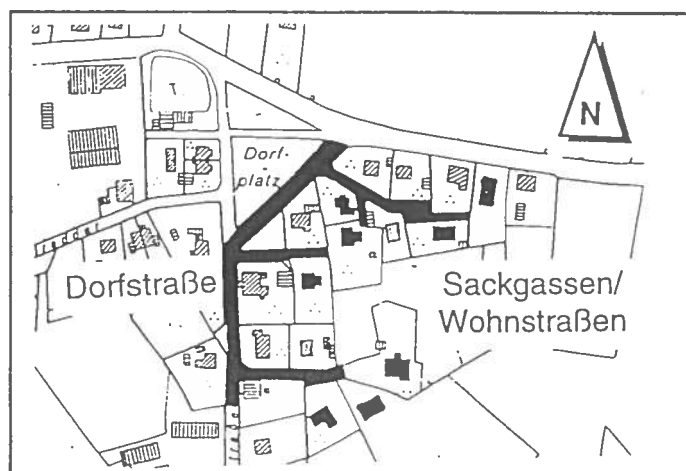 N
Dorf-
platz
Dorfstraße
Sackgassen/
Wohnstraßen